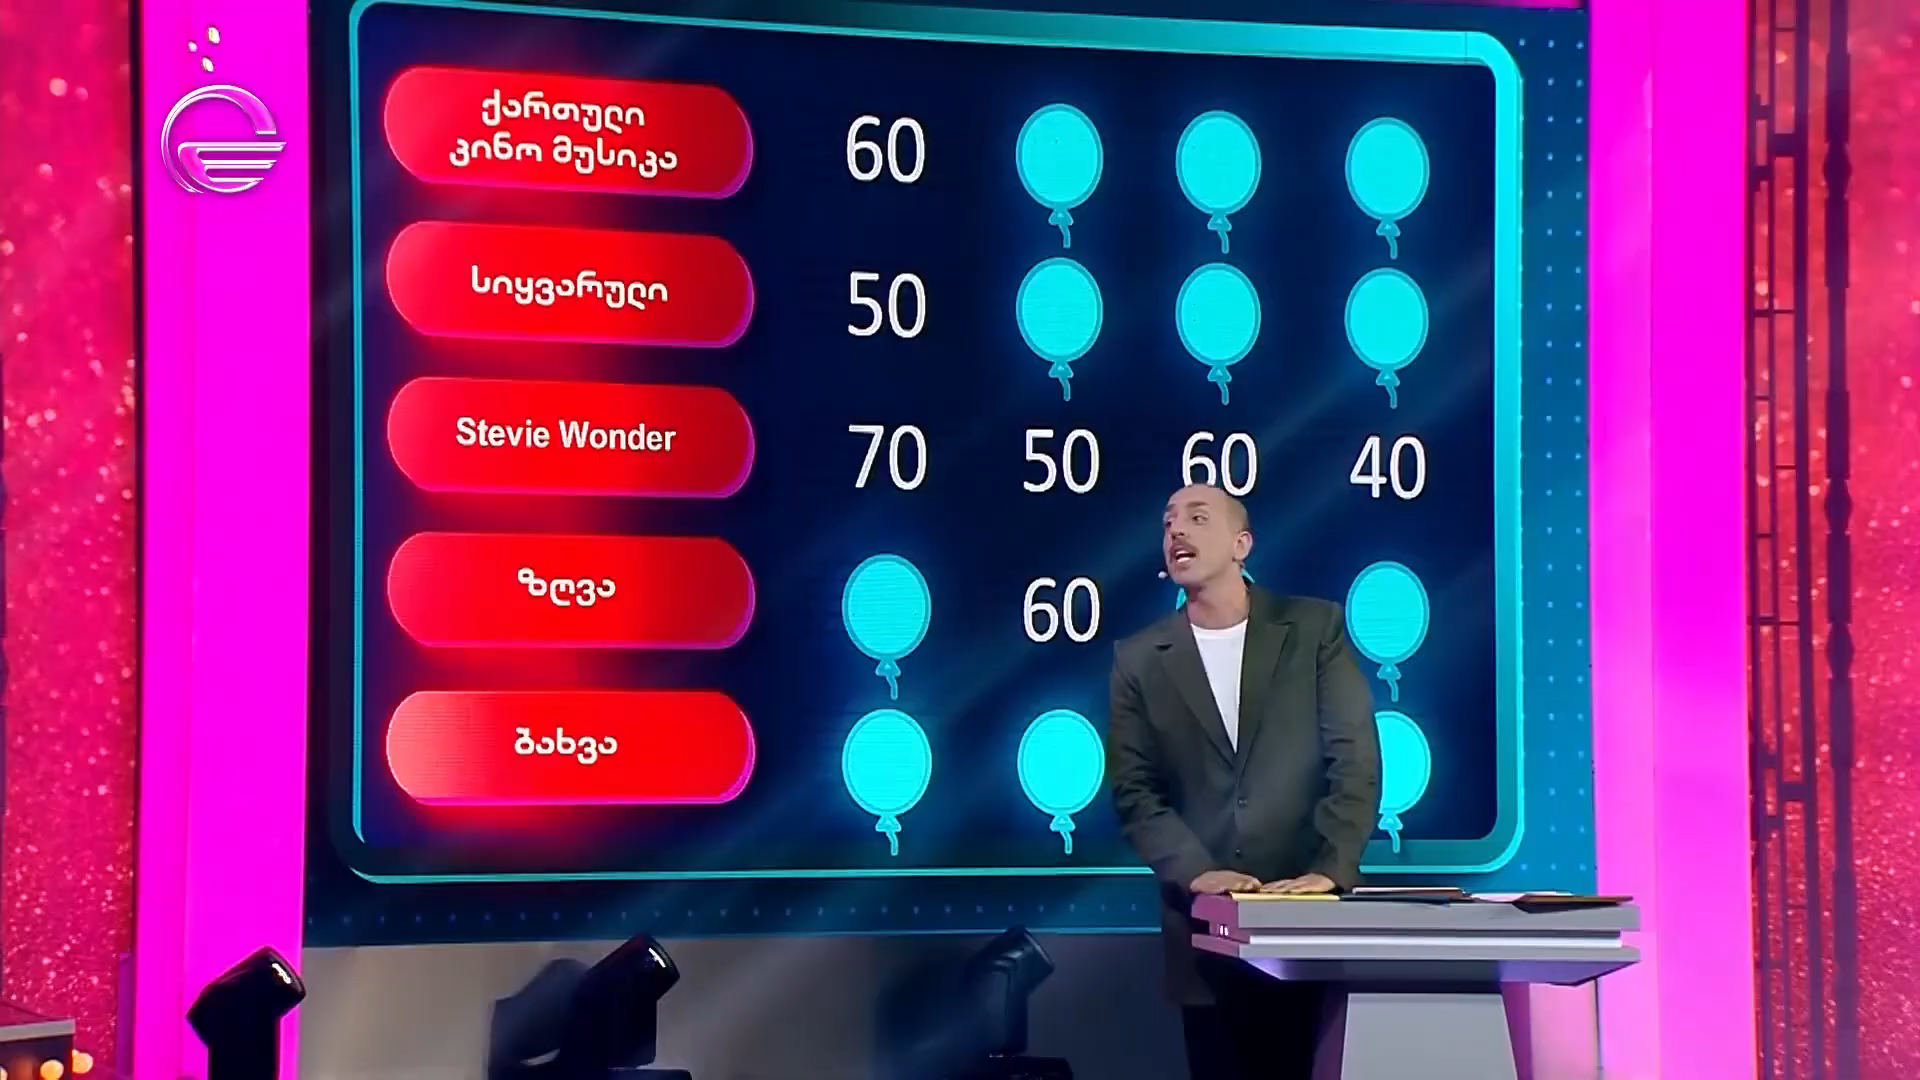 ქართული
კინო მუსიკა
60
სიყვარული
50
Stevie Wonder
70 50 60 40
ზღვა
60
ბახვა